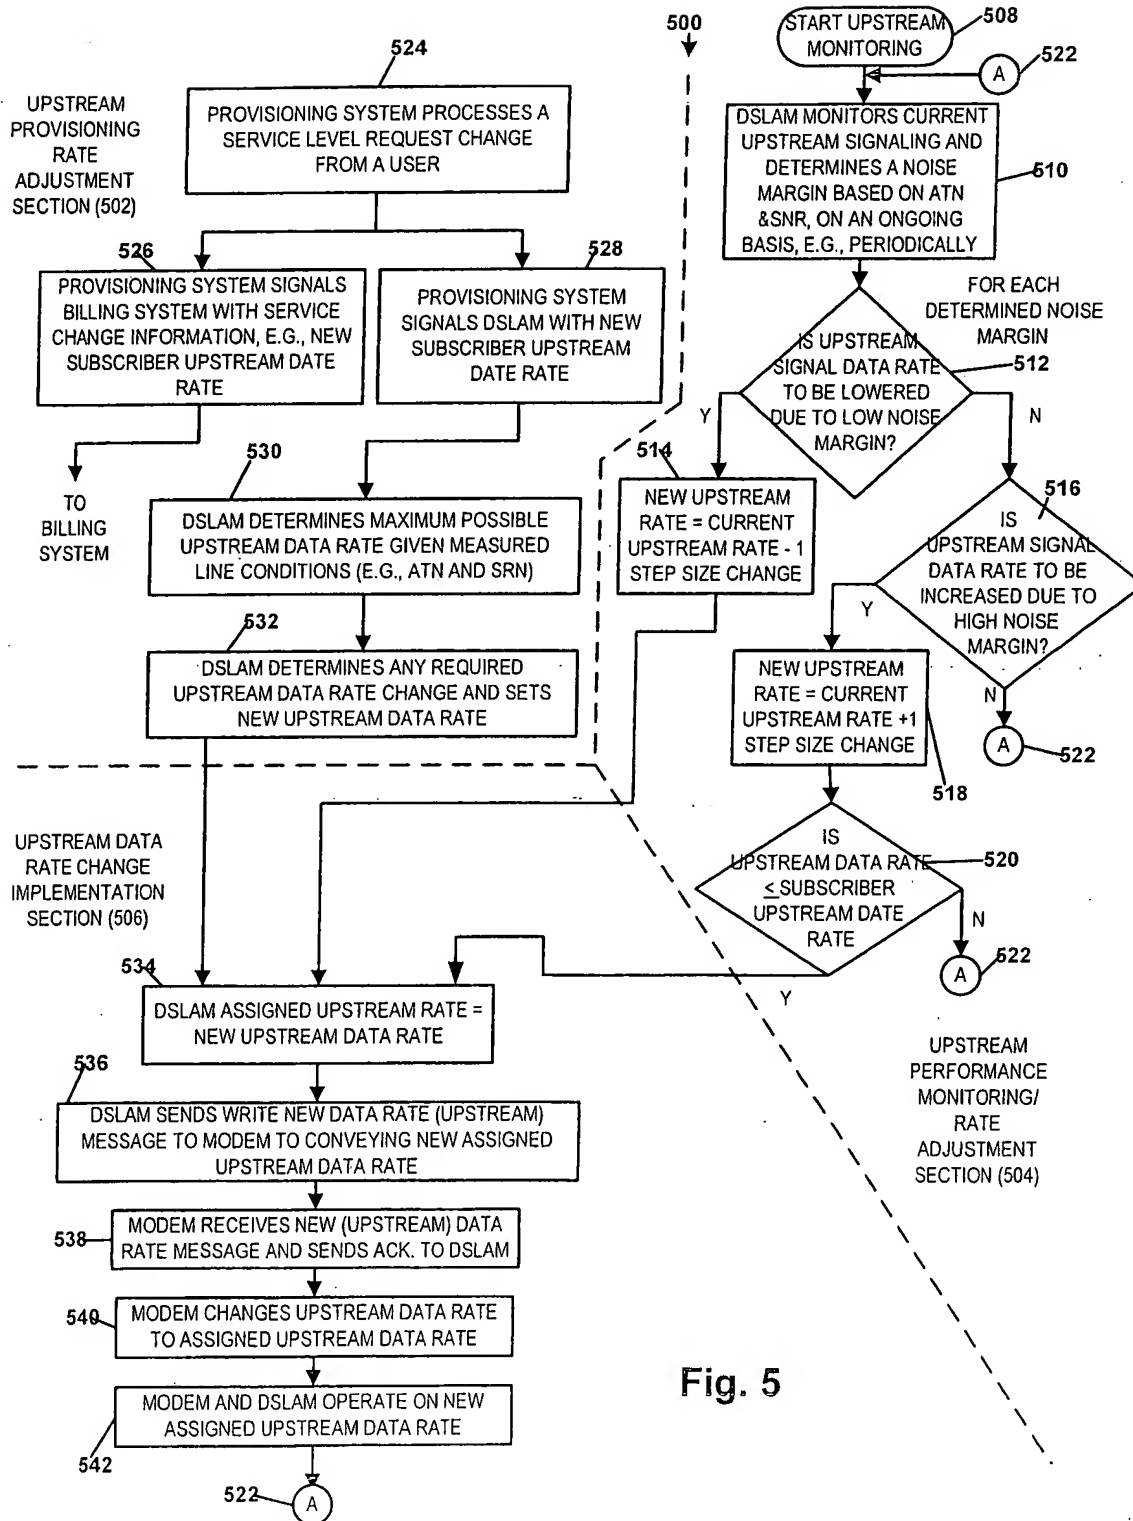 500
START UPSTREAM
MONITORING
508
A
522
524
UPSTREAM
PROVISIONING
RATE
ADJUSTMENT
SECTION (502)
PROVISIONING SYSTEM PROCESSES A
SERVICE LEVEL REQUEST CHANGE
FROM A USER
DSLAM MONITORS CURRENT
UPSTREAM SIGNALING AND
DETERMINES A NOISE
MARGIN BASED ON ATN
&SNR, ON AN ONGOING
BASIS, E.G., PERIODICALLY
510
526
PROVISIONING SYSTEM SIGNALS
BILLING SYSTEM WITH SERVICE
CHANGE INFORMATION, E.G., NEW
SUBSCRIBER UPSTREAM DATE
RATE
528
PROVISIONING SYSTEM
SIGNALS DSLAM WITH NEW
SUBSCRIBER UPSTREAM
DATE RATE
FOR EACH
DETERMINED NOISE
MARGIN
IS UPSTREAM
SIGNAL DATA RATE
TO BE LOWERED
DUE TO LOW NOISE
MARGIN?
512
Y
N
TO
BILLING
SYSTEM
530
DSLAM DETERMINES MAXIMUM POSSIBLE
UPSTREAM DATA RATE GIVEN MEASURED
LINE CONDITIONS (E.G., ATN AND SRN)
514
NEW UPSTREAM
RATE = CURRENT
UPSTREAM RATE - 1
STEP SIZE CHANGE
516
IS
UPSTREAM SIGNAL
DATA RATE TO BE
INCREASED DUE TO
HIGH NOISE
MARGIN?
Y
N
A
522
532
DSLAM DETERMINES ANY REQUIRED
UPSTREAM DATA RATE CHANGE AND SETS
NEW UPSTREAM DATA RATE
NEW UPSTREAM
RATE = CURRENT
UPSTREAM RATE +1
STEP SIZE CHANGE
518
IS
UPSTREAM DATA RATE
≤ SUBSCRIBER
UPSTREAM DATE
RATE
520
N
A
522
Y
UPSTREAM DATA
RATE CHANGE
IMPLEMENTATION
SECTION (506)
534
DSLAM ASSIGNED UPSTREAM RATE =
NEW UPSTREAM DATA RATE
UPSTREAM
PERFORMANCE
MONITORING/
RATE
ADJUSTMENT
SECTION (504)
536
DSLAM SENDS WRITE NEW DATA RATE (UPSTREAM)
MESSAGE TO MODEM TO CONVEYING NEW ASSIGNED
UPSTREAM DATA RATE
538
MODEM RECEIVES NEW (UPSTREAM) DATA
RATE MESSAGE AND SENDS ACK. TO DSLAM
540
MODEM CHANGES UPSTREAM DATA RATE
TO ASSIGNED UPSTREAM DATA RATE
MODEM AND DSLAM OPERATE ON NEW
ASSIGNED UPSTREAM DATA RATE
542
522
A
Fig. 5